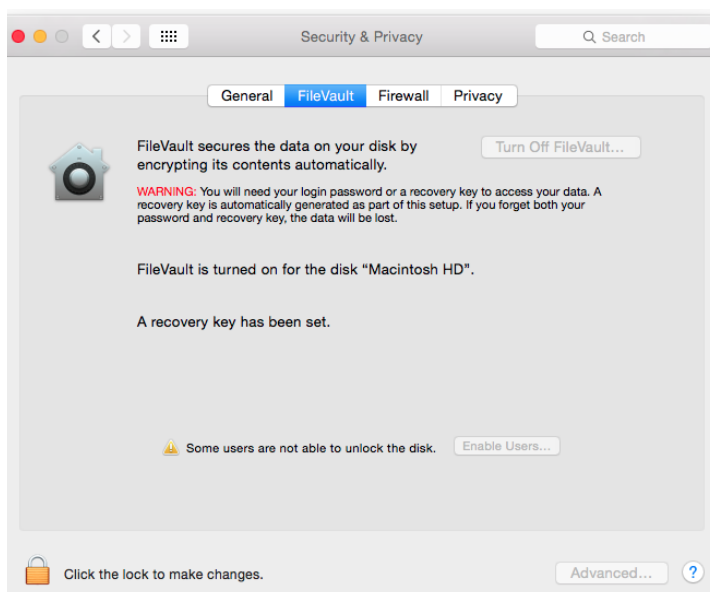 Security & Privacy
Search
General FileVault Firewall Privacy
FileVault secures the data on your disk by
encrypting its contents automatically.
Turn Off FileVault...
WARNING: You will need your login password or a recovery key to access your data. A
recovery key is automatically generated as part of this setup. If you forget both your
password and recovery key, the data will be lost.
FileVault is turned on for the disk “Macintosh HD”.
A recovery key has been set.
Some users are not able to unlock the disk.
Enable Users...
Click the lock to make changes.
Advanced...
?